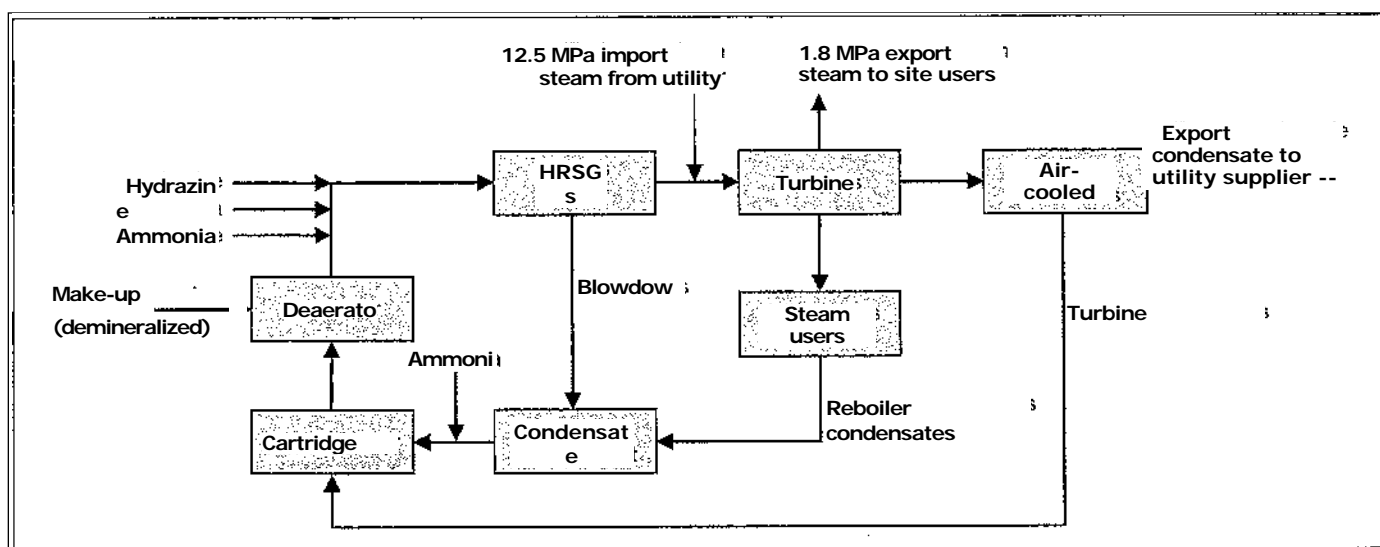 12.5 MPa import
steam from utility
1.8 MPa export
steam to site users
Export
condensate to
utility supplier --
HRSG
s
Turbine
Air-
cooled
Hydrazin
e
Ammonia
Make-up
(demineralized)
Deaerato
Blowdow
Steam
users
Turbine
Ammoni
Cartridge
Condensat
e
Reboiler
condensates